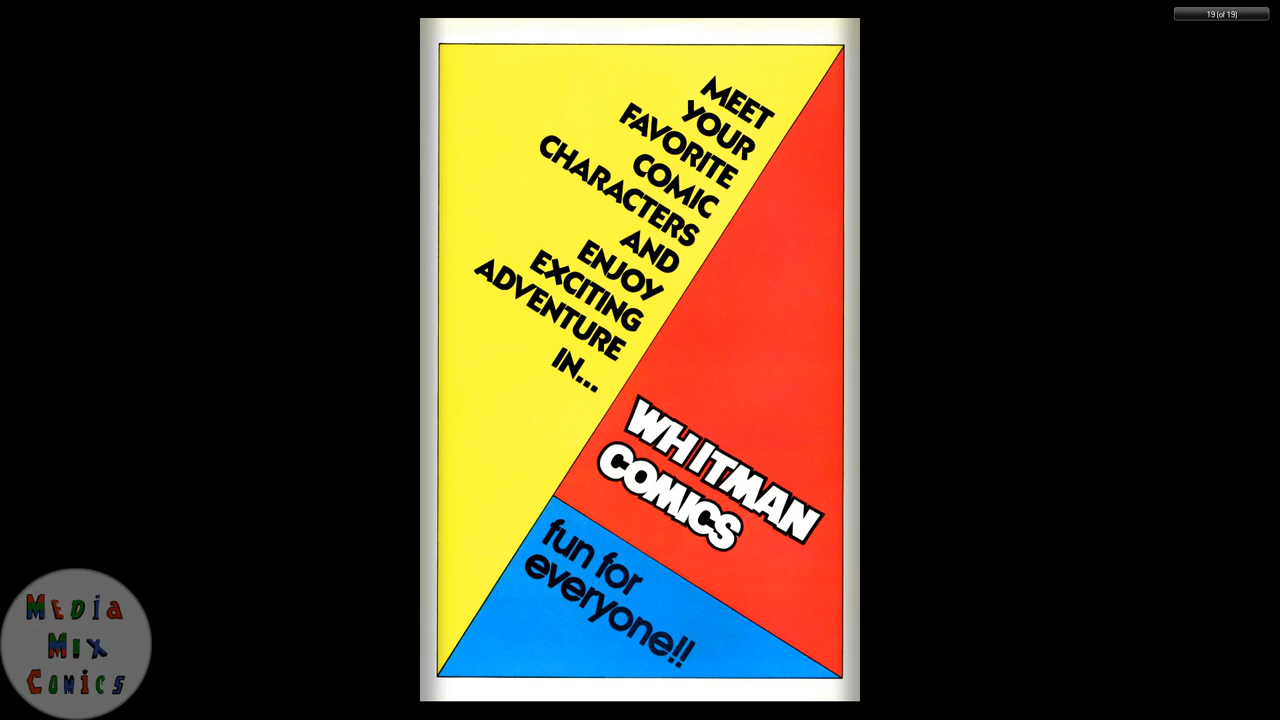 19 (of 19)
MEET
YOUR
FAVORITE
COMIC
CHARACTERS
AND
ENJOY
EXCITING
ADVENTURE
IN...
WHITMAN
COMICS
fun for
everyone!!
MEDiA
MiX
COMiCS